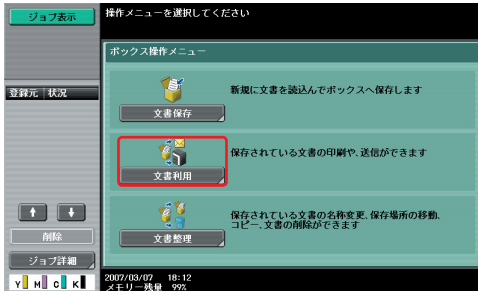 ジョブ表示
操作メニューを選択してください
ボックス操作メニュー
登録元 状況
新規に文書を読込んでボックスへ保存します
文書保存
保存されている文書の印刷や、送信ができます
文書利用
保存されている文書の名称変更、保存場所の移動、
コピー、文書の削除ができます
文書整理
削除
ジョブ詳細
Y M C K
2007/03/07 18:12
メモリー残量 99%